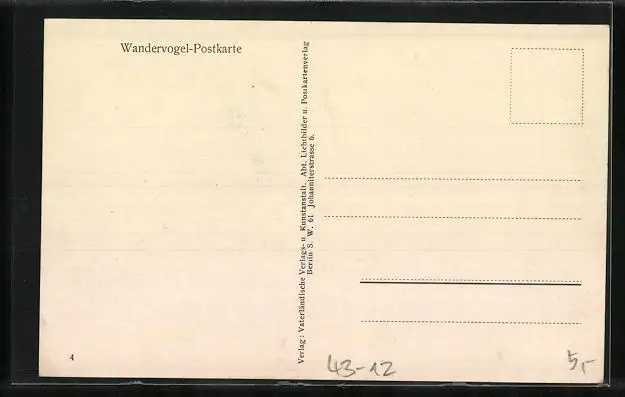 Wandervogel-Postkarte
Verlag: Vaterländische Verlags- u. Kunstanstalt. Abt. Lichtbilder u. Postkartenverlag
Berlin S. W. 61 Johanniterstrasse 6.
4
43-12
5,-